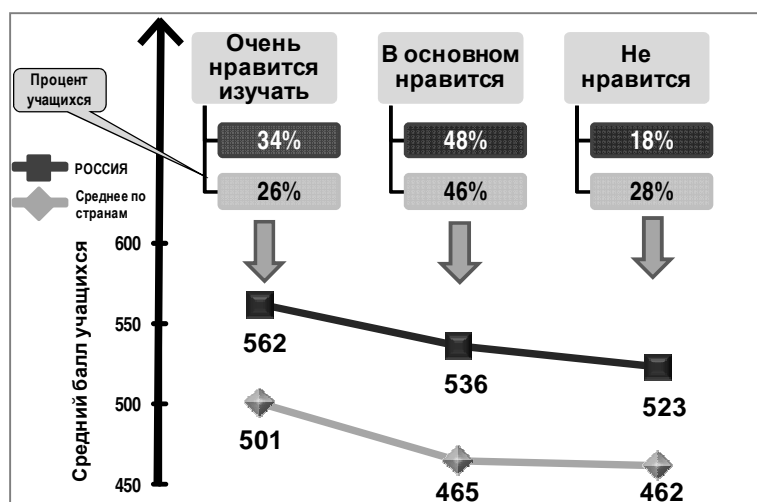 Очень
нравится
изучать
В основном
нравится
Не
нравится
Процент
учащихся
34%
48%
18%
РОССИЯ
26%
46%
28%
Среднее по
странам
Средний балл учащихся
600
550
500
450
562
536
523
501
465
462